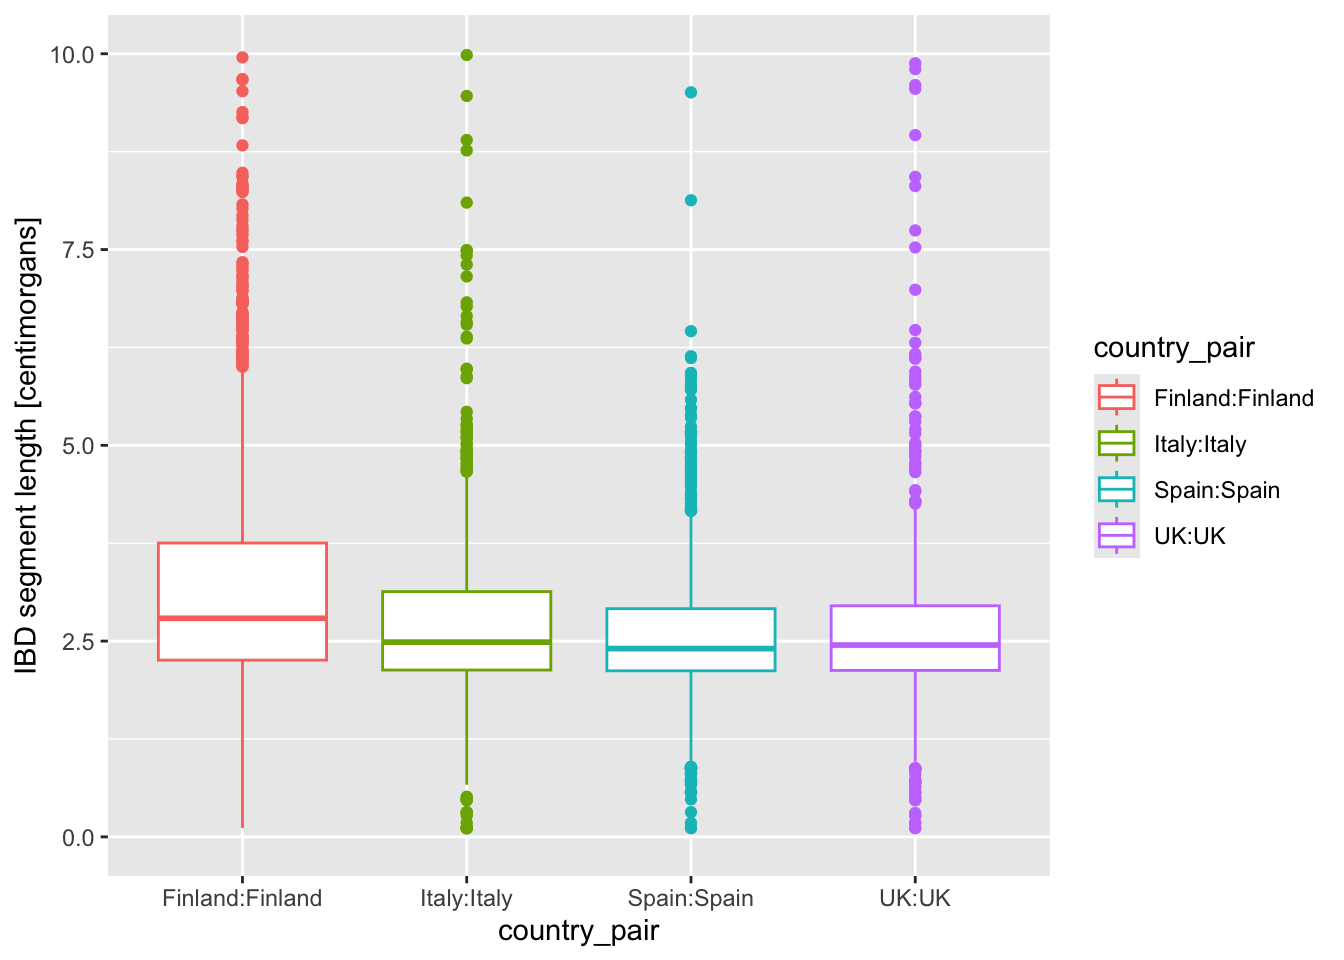 IBD segment length [centimorgans]
10.0
7.5
5.0
2.5
0.0
Finland:Finland
Italy:Italy
Spain:Spain
UK:UK
country_pair
country_pair
Finland:Finland
Italy:Italy
Spain:Spain
UK:UK